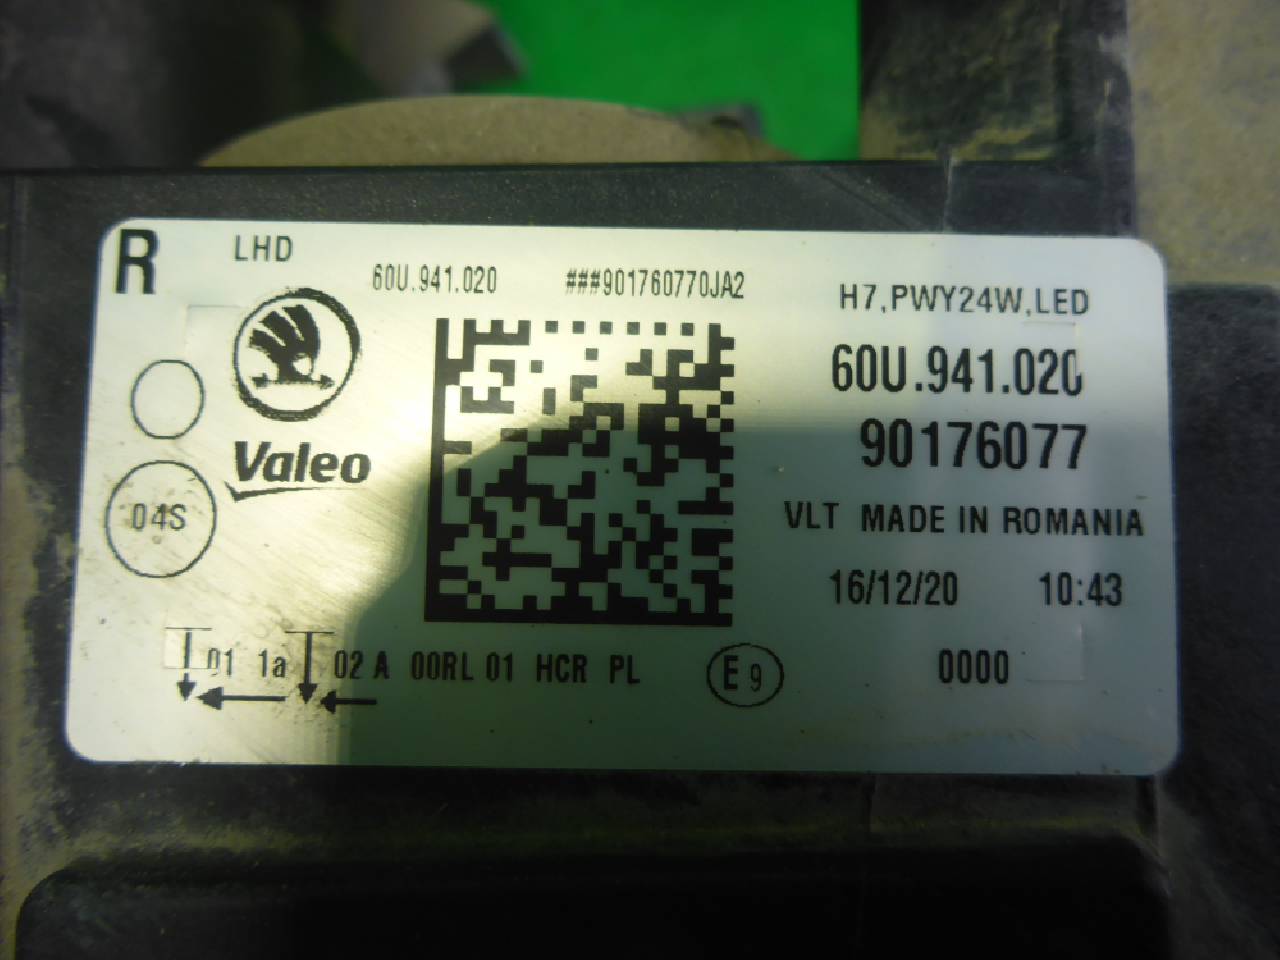 R LHD
60U.941.020 ###901760770JA2
H7,PWY24W,LED
60U.941.020
90176077
Valeo
04S
VLT MADE IN ROMANIA
16/12/20 10:43
01 1a 02 A 00RL 01 HCR PL E9 0000